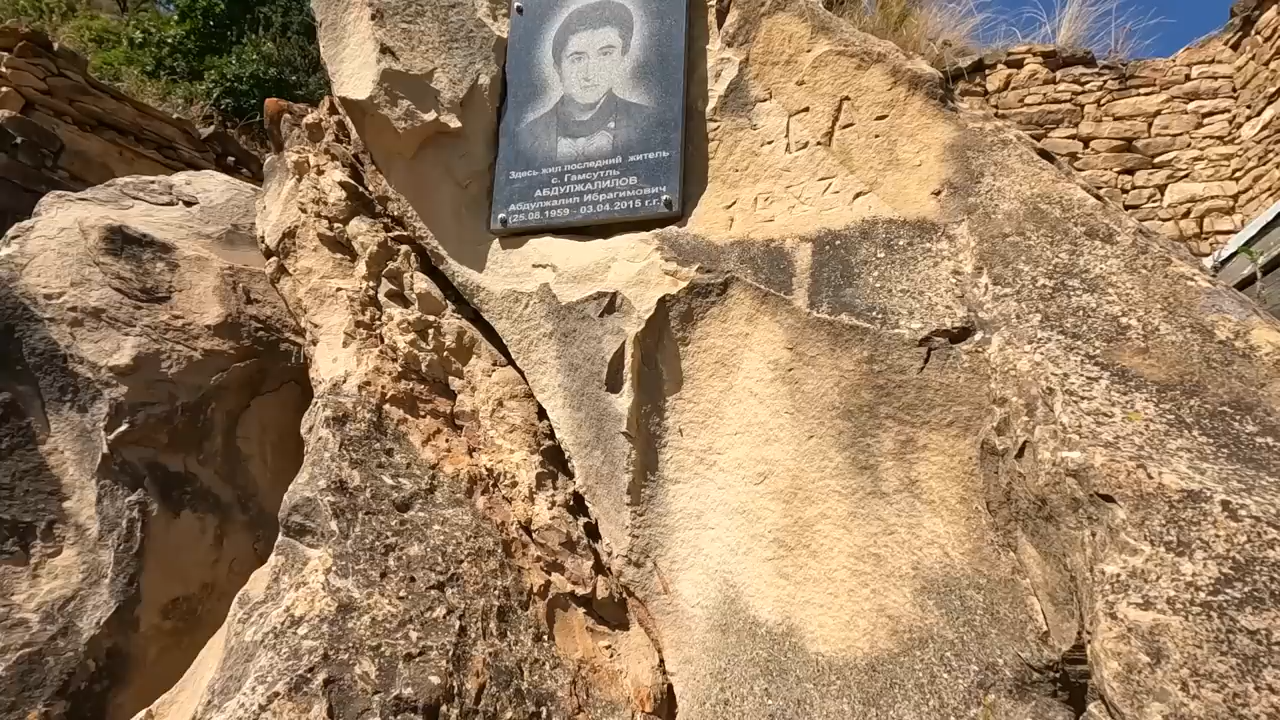 Здесь жил последний житель
с. Гамсутль
АБДУЛЖАЛИЛОВ
Абдулжалил Ибрагимович
(25.08.1959 - 03.04.2015 г.г.)